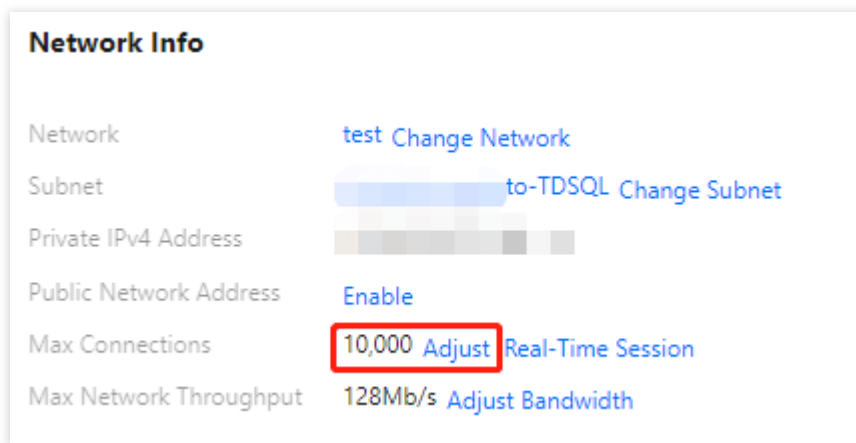 Network Info
Network test Change Network
Subnet to-TDSQL Change Subnet
Private IPv4 Address
Public Network Address Enable
Max Connections 10,000 Adjust Real-Time Session
Max Network Throughput 128Mb/s Adjust Bandwidth